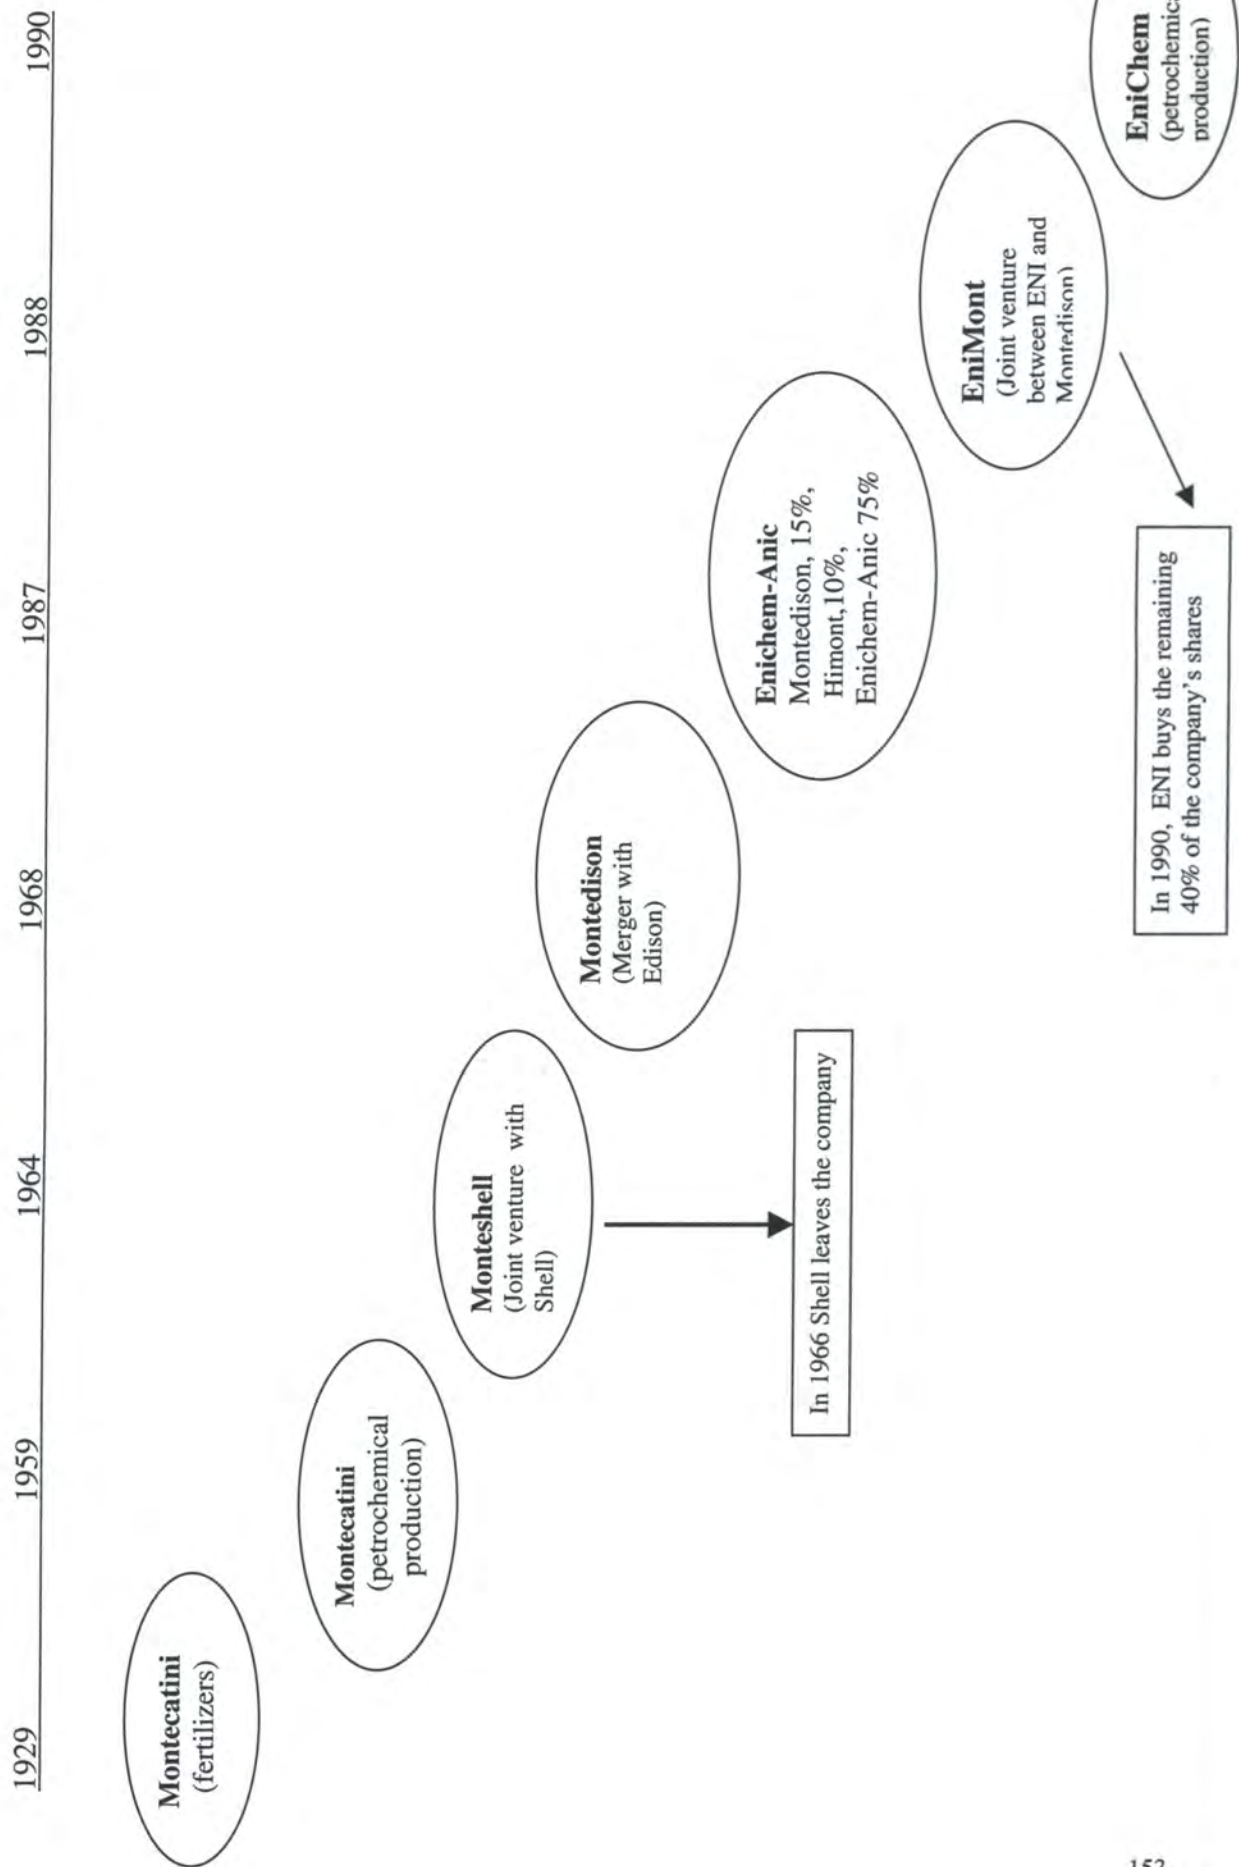 1929 1959 1964 1968 1987 1988 1990
Montecatini
(fertilizers)
Montecatini
(petrochemical
production)
Monteshell
(Joint venture with
Shell)
In 1966 Shell leaves the company
Montedison
(Merger with
Edison)
Enichem-Anic
Montedison, 15%,
Himont,10%,
Enichem-Anic 75%
EniMont
(Joint venture
between ENI and
Montedison)
In 1990, ENI buys the remaining
40% of the company's shares
EniChem
(petrochemica
production)